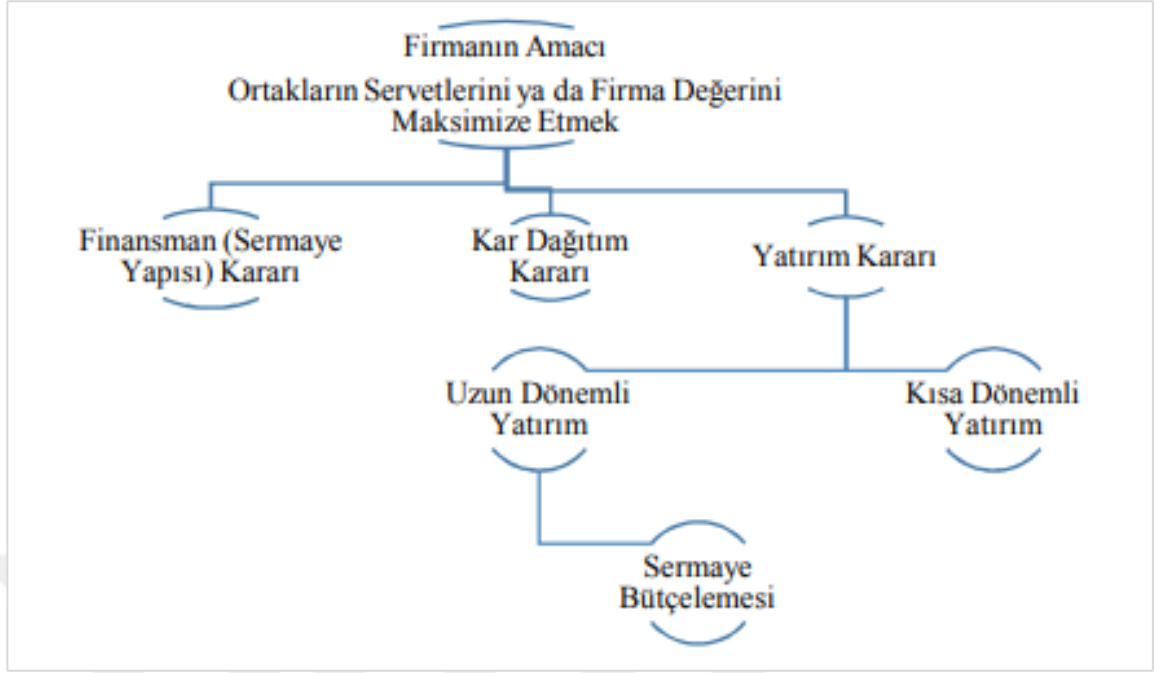 Firmanın Amacı
Ortakların Servetlerini ya da Firma Değerini
Maksimize Etmek
Finansman (Sermaye
Yapısı) Kararı
Kar Dağıtım
Kararı
Yatırım Kararı
Uzun Dönemli
Yatırım
Kısa Dönemli
Yatırım
Sermaye
Bütçelemesi